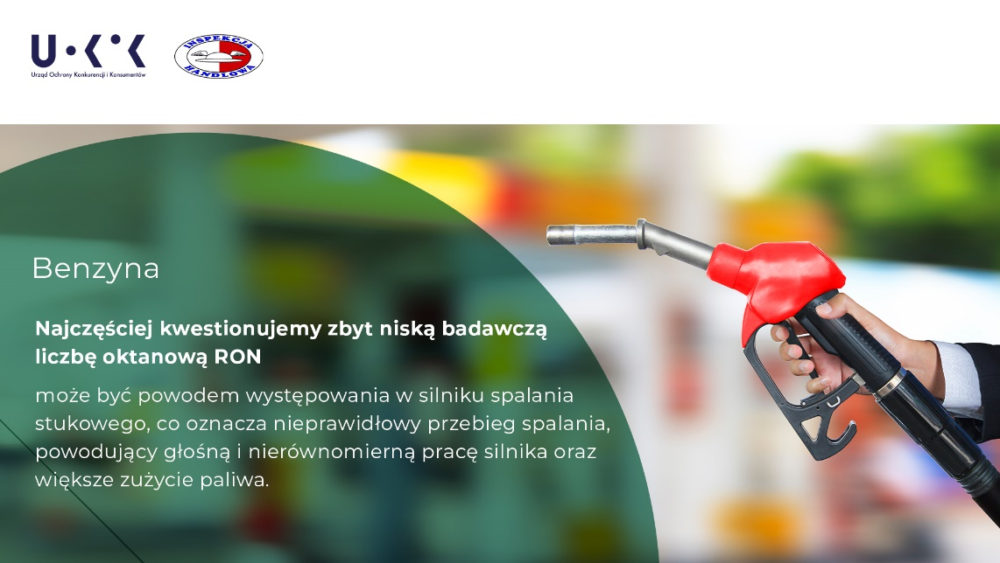 U·K·K
Urząd Ochrony Konkurencji i Konsumentów
INSPEKCJA
HANDLOWA
Benzyna
Najczęściej kwestionujemy zbyt niską badawczą
liczbę oktanową RON
może być powodem występowania w silniku spalania
stukowego, co oznacza nieprawidłowy przebieg spalania,
powodujący głośną i nierównomierną pracę silnika oraz
większe zużycie paliwa.